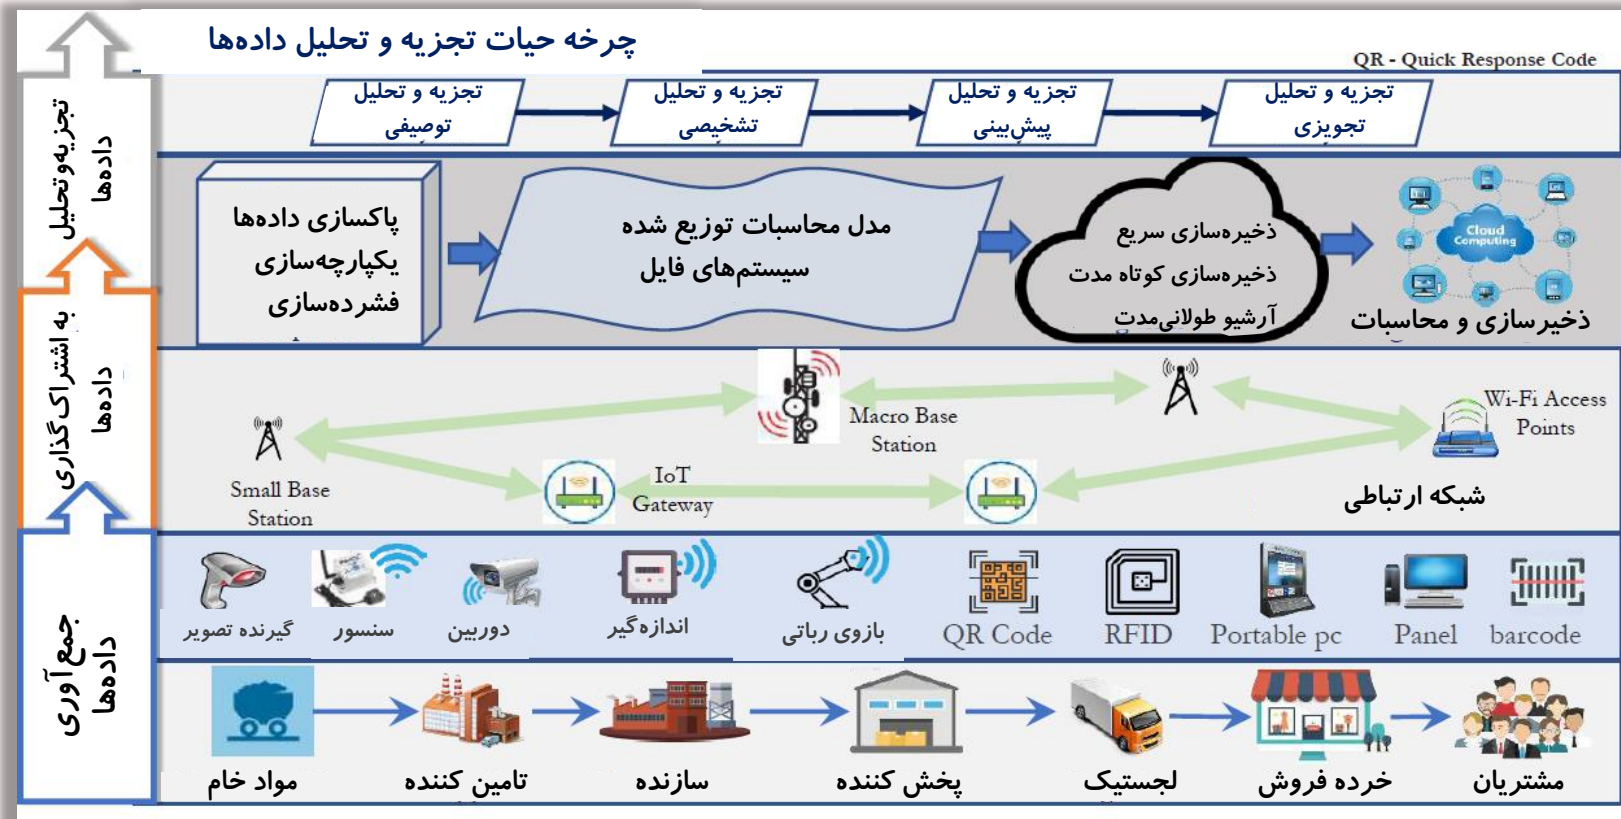 چرخه حیات تجزیه و تحلیل داده‌ها
QR - Quick Response Code
تجزیه‌وتحلیل
داده‌ها
تجزیه و تحلیل
توصیفی
تجزیه و تحلیل
تشخیصی
تجزیه و تحلیل
پیش‌بینی
تجزیه و تحلیل
تجویزی
پاکسازی داده‌ها
یکپارچه‌سازی
فشرده‌سازی
مدل محاسبات توزیع شده
سیستم‌های فایل
ذخیره‌سازی سریع
ذخیره‌سازی کوتاه مدت
آرشیو طولانی‌مدت
Cloud
Computing
ذخیرسازی و محاسبات
به اشتراک گذاری
داده‌ها
Small Base
Station
IoT
Gateway
Macro Base
Station
Wi-Fi Access
Points
شبکه ارتباطی
جمع‌آوری
داده‌ها
گیرنده تصویر
سنسور
دوربین
اندازه‌گیر
بازوی رباتی
QR Code
RFID
Portable pc
Panel
barcode
مواد خام
تامین کننده
سازنده
پخش کننده
لجستیک
خرده فروش
مشتریان